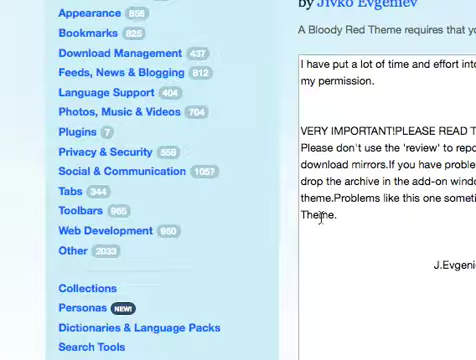 Appearance 858
Bookmarks 825
Download Management 437
Feeds, News & Blogging 812
Language Support 404
Photos, Music & Videos 704
Plugins 7
Privacy & Security 558
Social & Communication 1057
Tabs 344
Toolbars 965
Web Development 950
Other 2033
Collections
Personas NEW!
Dictionaries & Language Packs
Search Tools
by Jivko Evgeniev
A Bloody Red Theme requires that yo
I have put a lot of time and effort into
my permission.
VERY IMPORTANT!PLEASE READ T
Please don't use the 'review' to repo
download mirrors.If you have proble
drop the archive in the add-on windo
theme.Problems like this one someti
Theme.
J.Evgeni